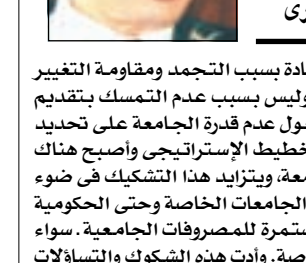 ى
ادة بسبب التجمد ومقاومة التغيير
وليس بسبب عدم التمسك بتقديم
ول عدم قدرة الجامعة على تحديد
خطيط الإستراتيجى وأصبح هناك
عة، ويتزايد هذا التشكيك فى ضوء
الجامعات الخاصة وحتى الحكومية
ستمرة للمصروفات الجامعية. سواء
صة. وأدت هذه الشكوك والتساؤلات